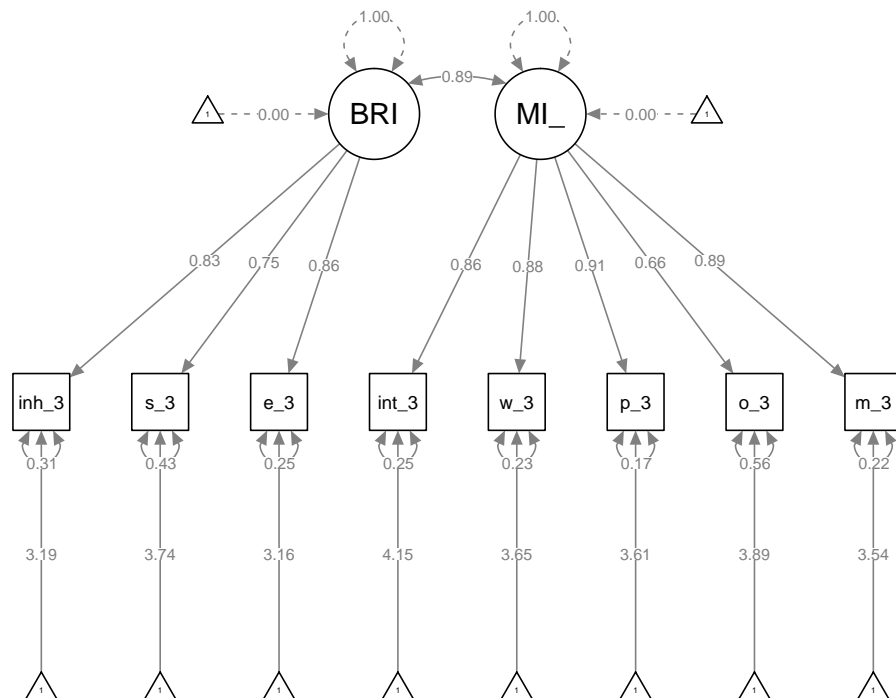 1.00 1.00
0.89
1 0.00 BRI MI_ 0.00 1
0.83 0.75 0.86 0.86 0.88 0.91 0.66 0.89
inh_3 s_3 e_3 int_3 w_3 p_3 o_3 m_3
0.31 0.43 0.25 0.25 0.23 0.17 0.56 0.22
3.19 3.74 3.16 4.15 3.65 3.61 3.89 3.54
1 1 1 1 1 1 1 1